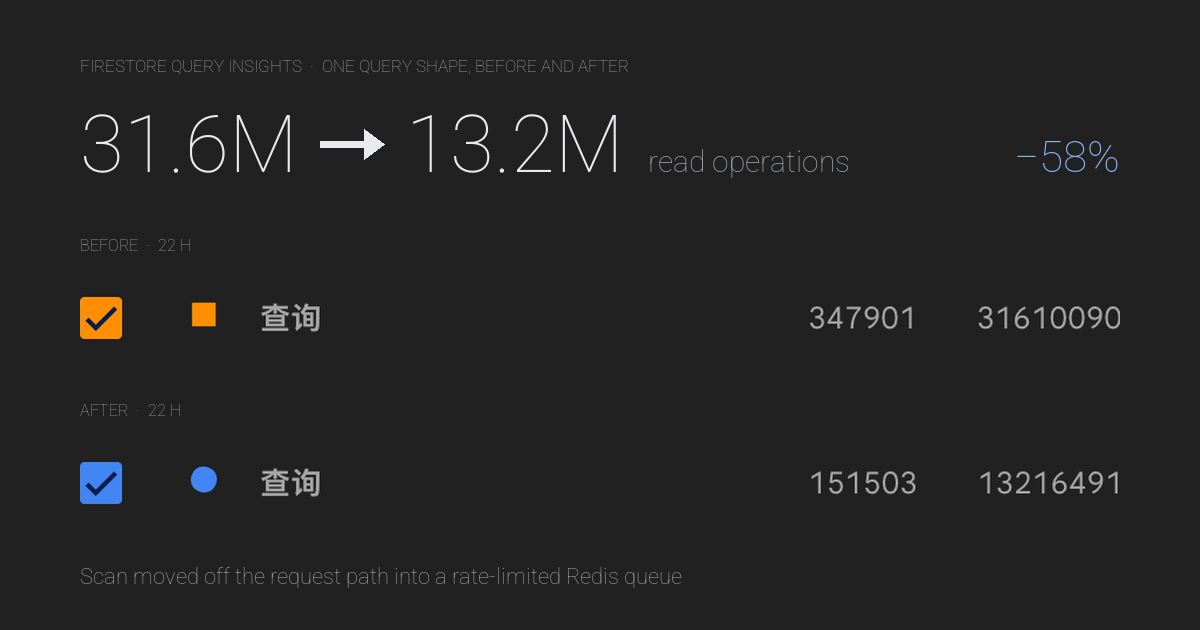 FIRESTORE QUERY INSIGHTS · ONE QUERY SHAPE, BEFORE AND AFTER
31.6M → 13.2M read operations −58%
BEFORE · 22 H
查询 347901 31610090
AFTER · 22 H
查询 151503 13216491
Scan moved off the request path into a rate-limited Redis queue